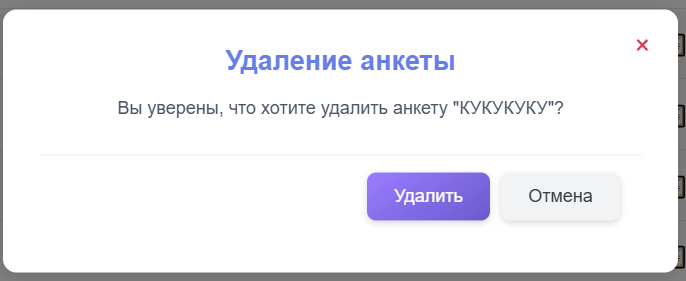 Удаление анкеты
Вы уверены, что хотите удалить анкету "КУКУКУКУ"?
Удалить
Отмена